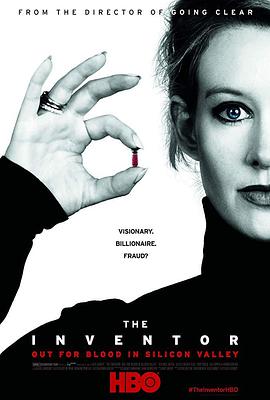 FROM THE DIRECTOR OF GOING CLEAR
VISIONARY.
BILLIONAIRE.
FRAUD?
THE
INVENTOR
OUT FOR BLOOD IN SILICON VALLEY
HBO
#TheInventorHBO